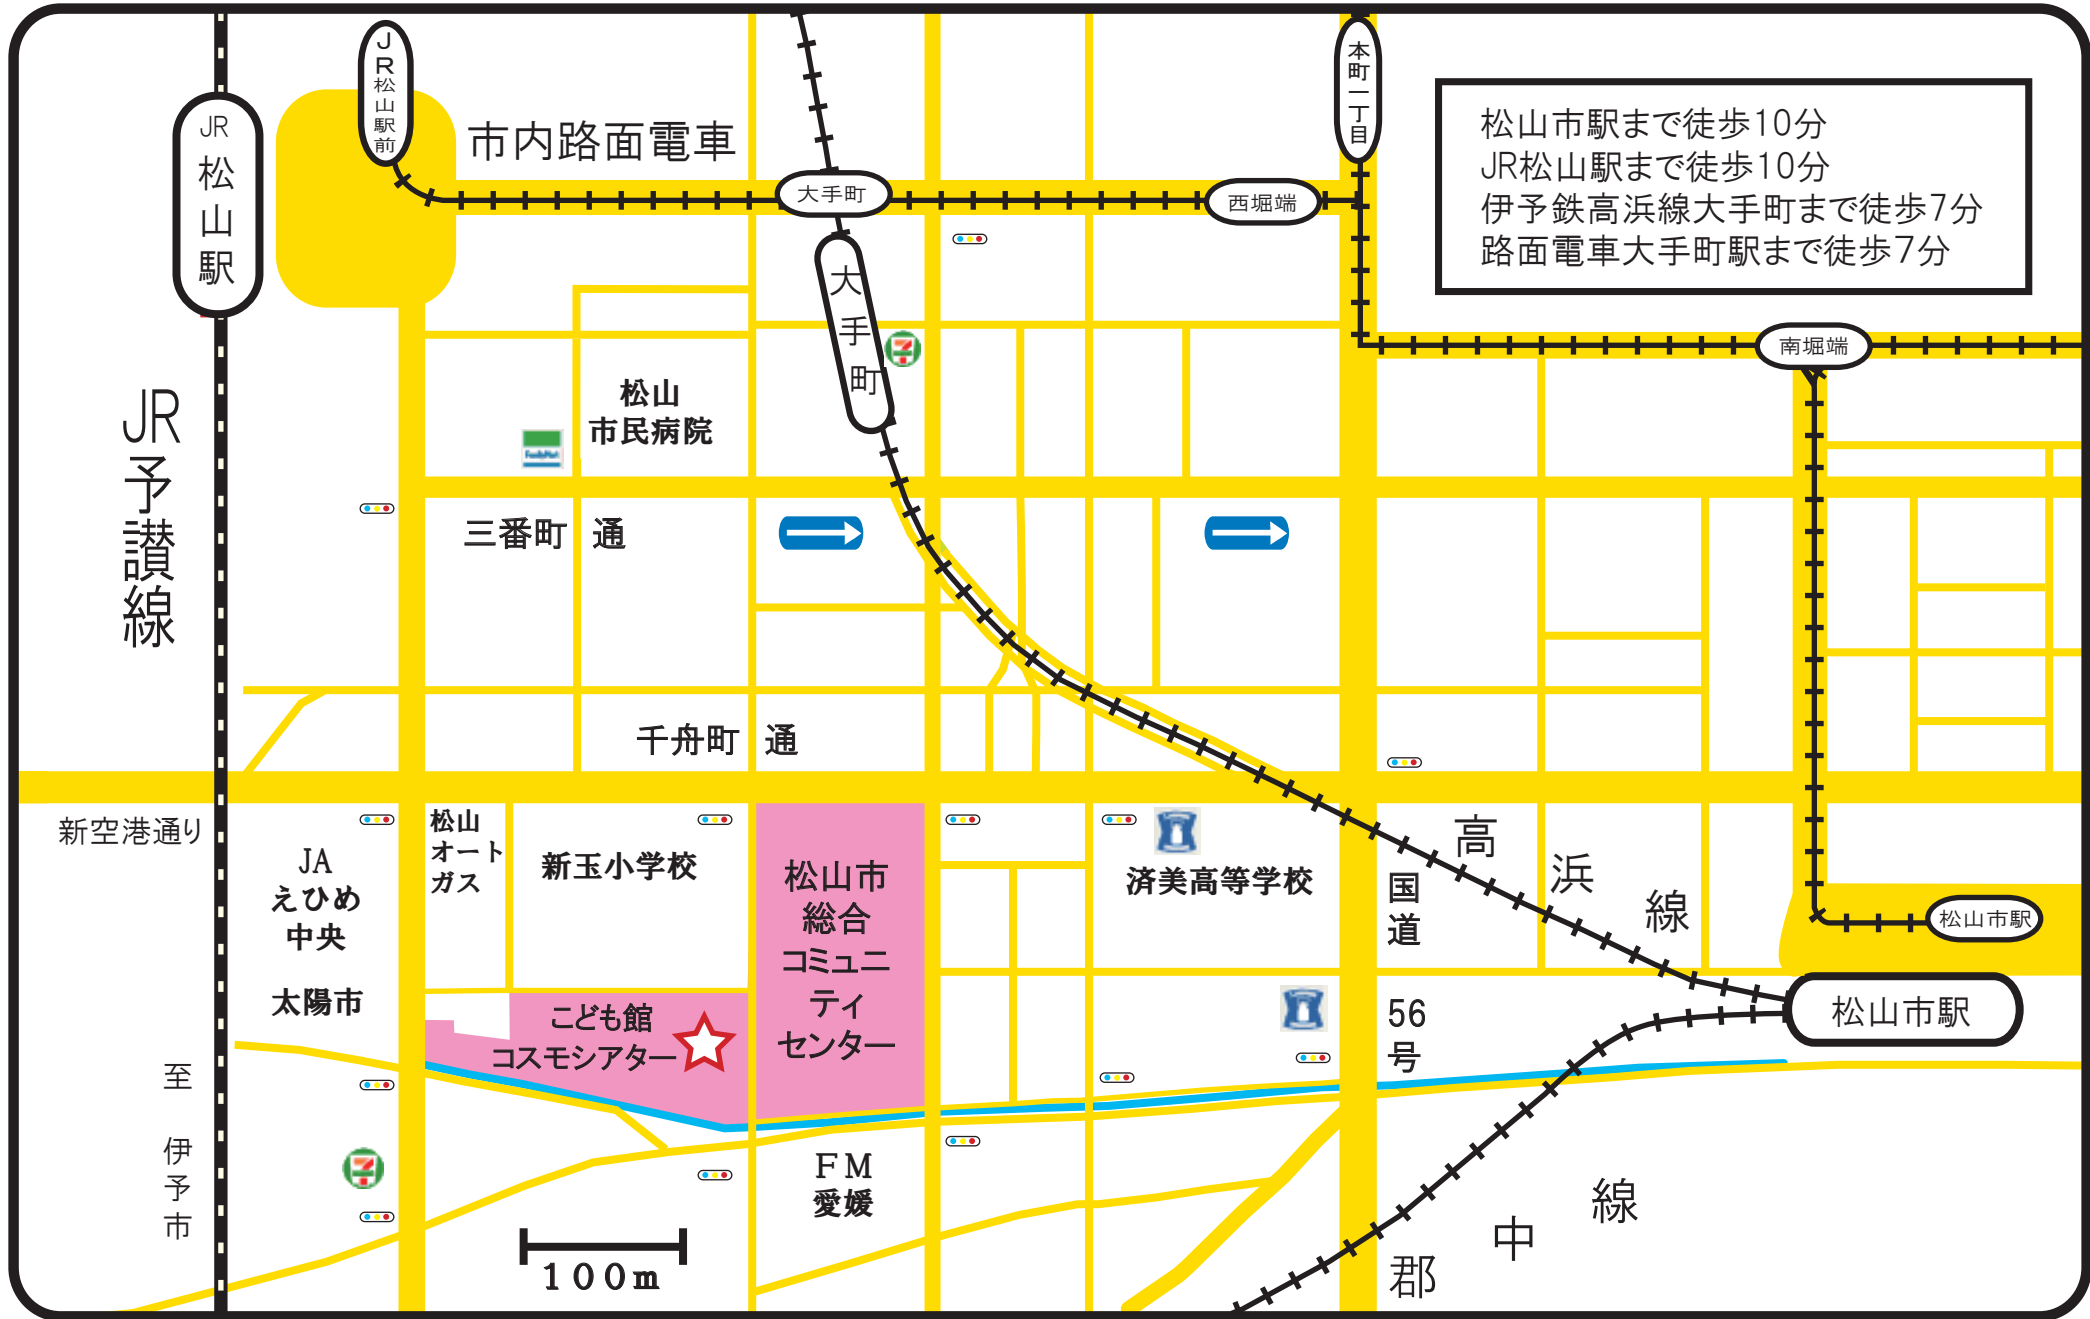 JR松山駅前
本町一丁目
JR
松山駅
市内路面電車
大手町
西堀端
松山市駅まで徒歩10分
JR松山駅まで徒歩10分
伊予鉄高浜線大手町まで徒歩7分
路面電車大手町駅まで徒歩7分
大手町
南堀端
JR予讃線
松山
市民病院
FamilyMart
三番町 通
千舟町 通
新空港通り
松山
オート
ガス
JA
えひめ
中央
太陽市
新玉小学校
松山市
総合
コミュニ
ティ
センター
済美高等学校
高浜線
国道
56
号
松山市駅
松山市駅
こども館
コスモシアター
至 伊予市
FM
愛媛
100m
郡中線